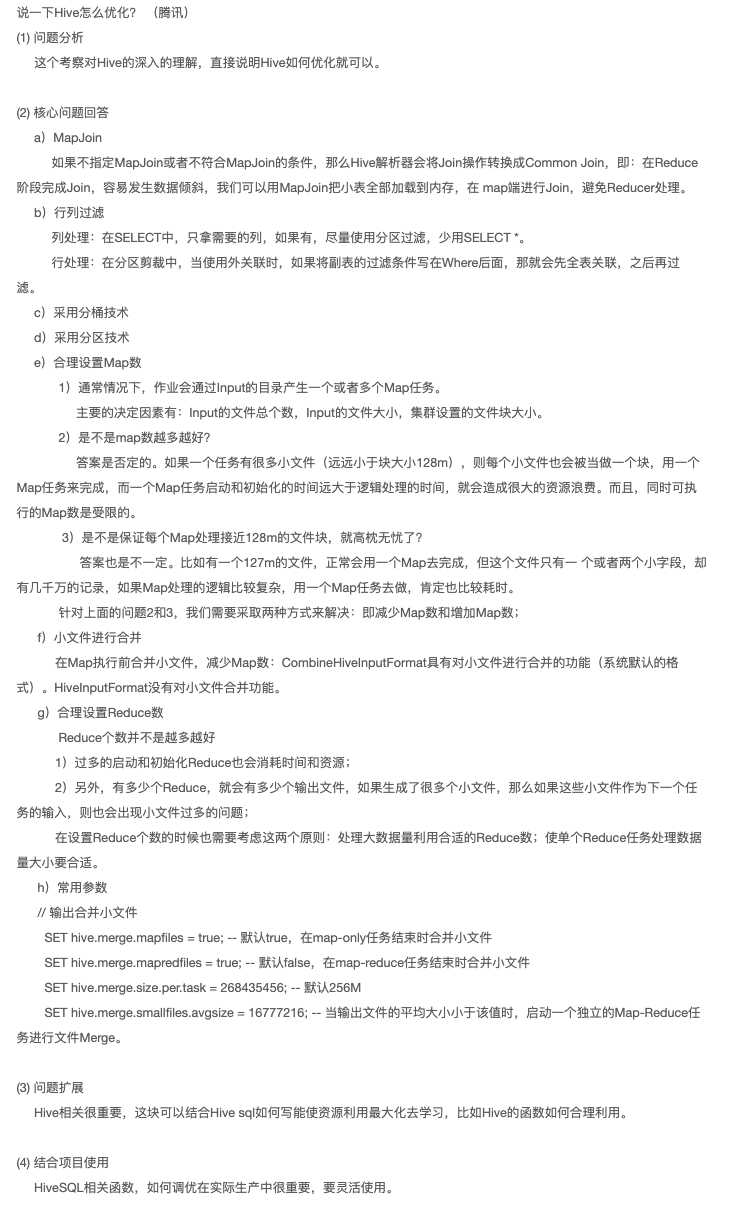 说一下Hive怎么优化？ （腾讯）
(1) 问题分析
这个考察对Hive的深入的理解，直接说明Hive如何优化就可以。
(2) 核心问题回答
a）MapJoin
如果不指定MapJoin或者不符合MapJoin的条件，那么Hive解析器会将Join操作转换成Common Join，即：在Reduce
阶段完成Join，容易发生数据倾斜，我们可以用MapJoin把小表全部加载到内存，在 map端进行Join，避免Reducer处理。
b）行列过滤
列处理：在SELECT中，只拿需要的列，如果有，尽量使用分区过滤，少用SELECT *。
行处理：在分区剪裁中，当使用外关联时，如果将副表的过滤条件写在Where后面，那就会先全表关联，之后再过
滤。
c）采用分桶技术
d）采用分区技术
e）合理设置Map数
1）通常情况下，作业会通过Input的目录产生一个或者多个Map任务。
主要的决定因素有：Input的文件总个数，Input的文件大小，集群设置的文件块大小。
2）是不是map数越多越好?
答案是否定的。如果一个任务有很多小文件（远远小于块大小128m），则每个小文件也会被当做一个块，用一个
Map任务来完成，而一个Map任务启动和初始化的时间远大于逻辑处理的时间，就会造成很大的资源浪费。而且，同时可执
行的Map数是受限的。
3）是不是保证每个Map处理接近128m的文件块，就高枕无忧了?
答案也是不一定。比如有一个127m的文件，正常会用一个Map去完成，但这个文件只有一 个或者两个小字段，却
有几千万的记录，如果Map处理的逻辑比较复杂，用一个Map任务去做，肯定也比较耗时。
针对上面的问题2和3，我们需要采取两种方式来解决：即减少Map数和增加Map数；
f）小文件进行合并
在Map执行前合并小文件，减少Map数：CombineHiveInputFormat具有对小文件进行合并的功能（系统默认的格
式）。HiveInputFormat没有对小文件合并功能。
g）合理设置Reduce数
Reduce个数并不是越多越好
1）过多的启动和初始化Reduce也会消耗时间和资源；
2）另外，有多少个Reduce，就会有多少个输出文件，如果生成了很多个小文件，那么如果这些小文件作为下一个任
务的输入，则也会出现小文件过多的问题；
在设置Reduce个数的时候也需要考虑这两个原则：处理大数据量利用合适的Reduce数；使单个Reduce任务处理数据
量大小要合适。
h）常用参数
// 输出合并小文件
SET hive.merge.mapfiles = true; -- 默认true，在map-only任务结束时合并小文件
SET hive.merge.mapredfiles = true; -- 默认false，在map-reduce任务结束时合并小文件
SET hive.merge.size.per.task = 268435456; -- 默认256M
SET hive.merge.smallfiles.avgsize = 16777216; -- 当输出文件的平均大小小于该值时，启动一个独立的Map-Reduce任
务进行文件Merge。
(3) 问题扩展
Hive相关很重要，这块可以结合Hive sql如何写能使资源利用最大化去学习，比如Hive的函数如何合理利用。
(4) 结合项目使用
HiveSQL相关函数，如何调优在实际生产中很重要，要灵活使用。